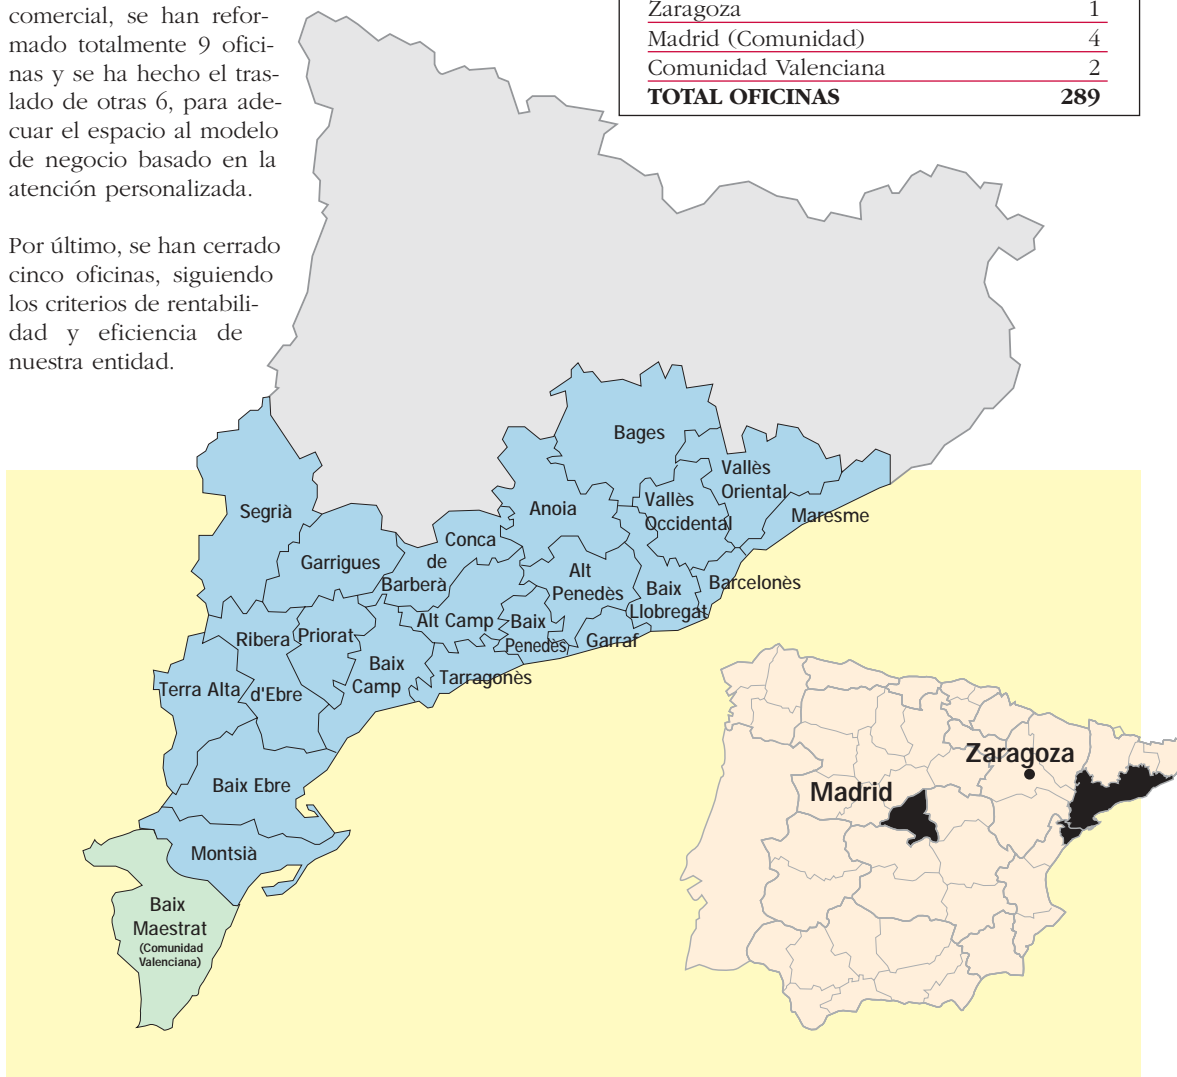 comercial, se han refor-
mado totalmente 9 ofici-
nas y se ha hecho el tras-
lado de otras 6, para ade-
cuar el espacio al modelo
de negocio basado en la
atención personalizada.
Por último, se han cerrado
cinco oficinas, siguiendo
los criterios de rentabili-
dad y eficiencia de
nuestra entidad.
Zaragoza 1
Madrid (Comunidad) 4
Comunidad Valenciana 2
TOTAL OFICINAS 289
Bages
Vallès
Oriental
Segrià
Anoia
Vallès
Occidental
Maresme
Garrigues
Conca
de
Barberà
Alt
Penedès
Baix
Llobregat
Barcelonès
Ribera
d'Ebre
Priorat
Alt Camp
Baix
Penedès
Garraf
Terra Alta
Baix
Camp
Tarragonès
Baix Ebre
Montsià
Baix
Maestrat
(Comunidad
Valenciana)
Zaragoza
Madrid